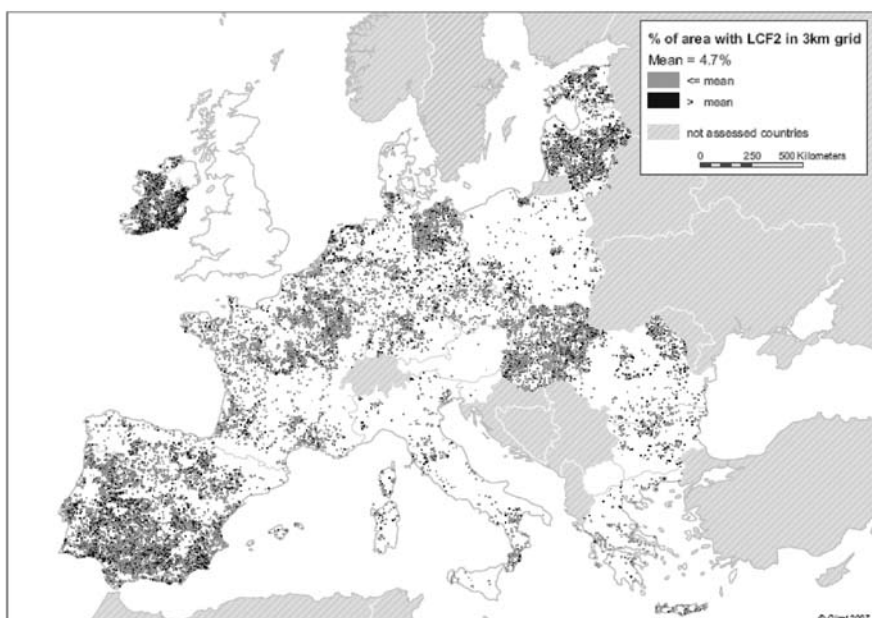 % of area with LCF2 in 3km grid
Mean = 4.7%
<= mean
> mean
not assessed countries
0 250 500 Kilometers